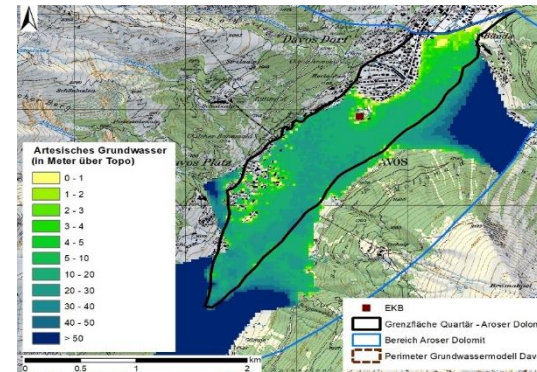 Davos Dorf
Davos Platz
AVOS
Artesisches Grundwasser
(in Meter über Topo)
0 - 1
1 - 2
2 - 3
3 - 4
4 - 5
5 - 10
10 - 20
20 - 30
30 - 40
40 - 50
> 50
EKB
Grenzfläche Quartär - Aroser Dolor
Bereich Aroser Dolomit
Perimeter Grundwassermodell Dav
km
0 0.5 1 2